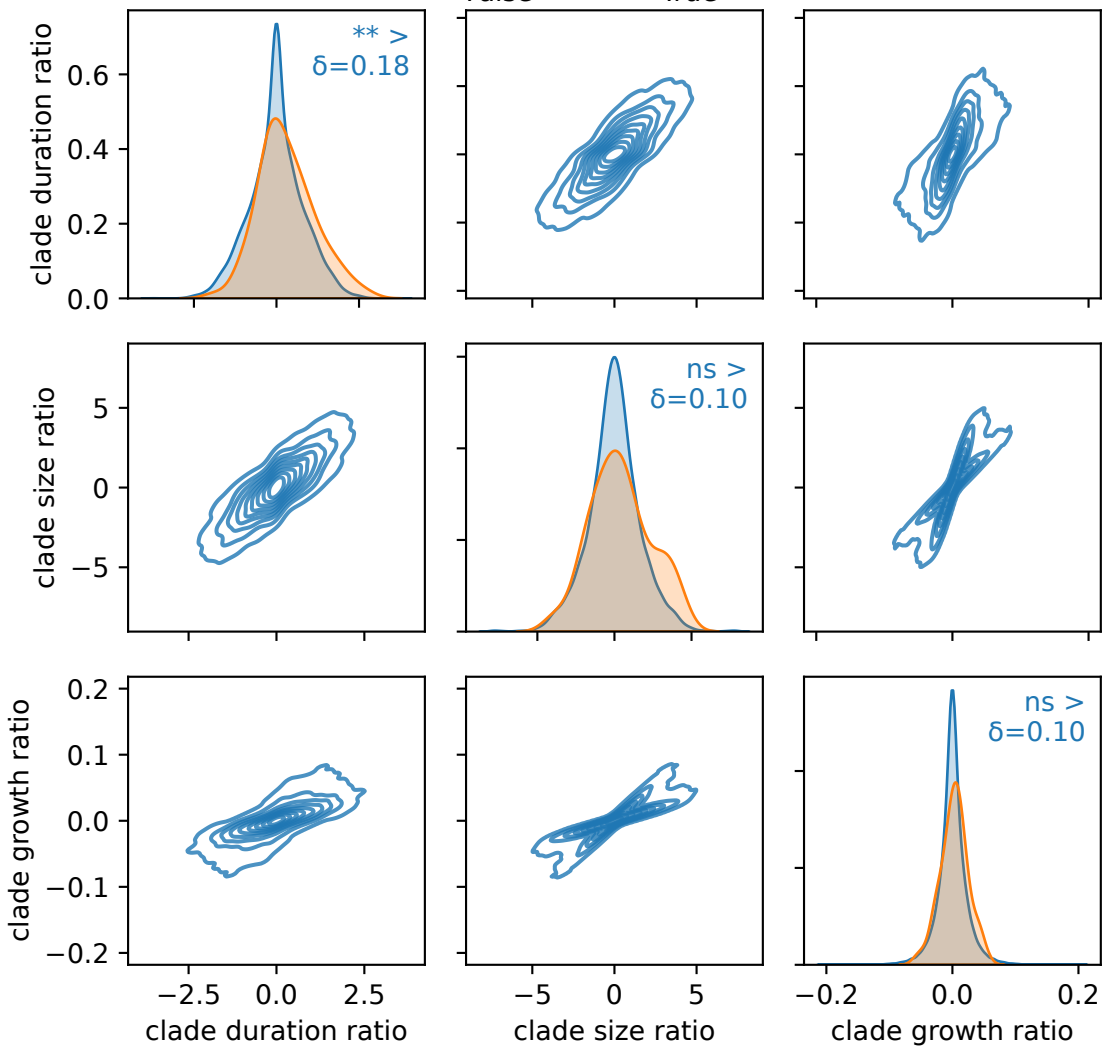 ** >
δ=0.18
clade duration ratio
0.6
0.4
0.2
0.0
ns >
δ=0.10
clade size ratio
5
0
−5
ns >
δ=0.10
clade growth ratio
0.2
0.1
0.0
−0.1
−0.2
−2.5 0.0 2.5
−5 0 5
−0.2 0.0 0.2
clade duration ratio
clade size ratio
clade growth ratio